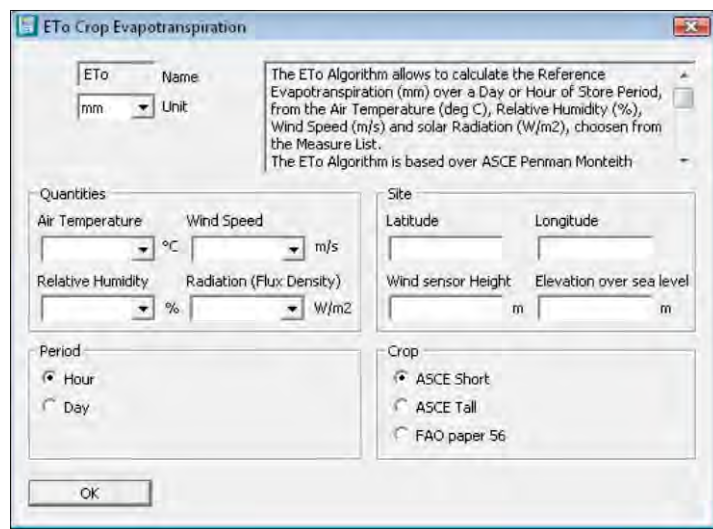 ETo Crop Evapotranspiration
ETo Name
mm Unit
The ETo Algorithm allows to calculate the Reference
Evapotranspiration (mm) over a Day or Hour of Store Period,
from the Air Temperature (deg C), Relative Humidity (%),
Wind Speed (m/s) and solar Radiation (W/m2), choosen from
the Measure List.
The ETo Algorithm is based over ASCE Penman Monteith
Quantities
Air Temperature Wind Speed
°C m/s
Relative Humidity Radiation (Flux Density)
% W/m2
Site
Latitude Longitude
Wind sensor Height Elevation over sea level
m m
Period
Hour
Day
Crop
ASCE Short
ASCE Tall
FAO paper 56
OK